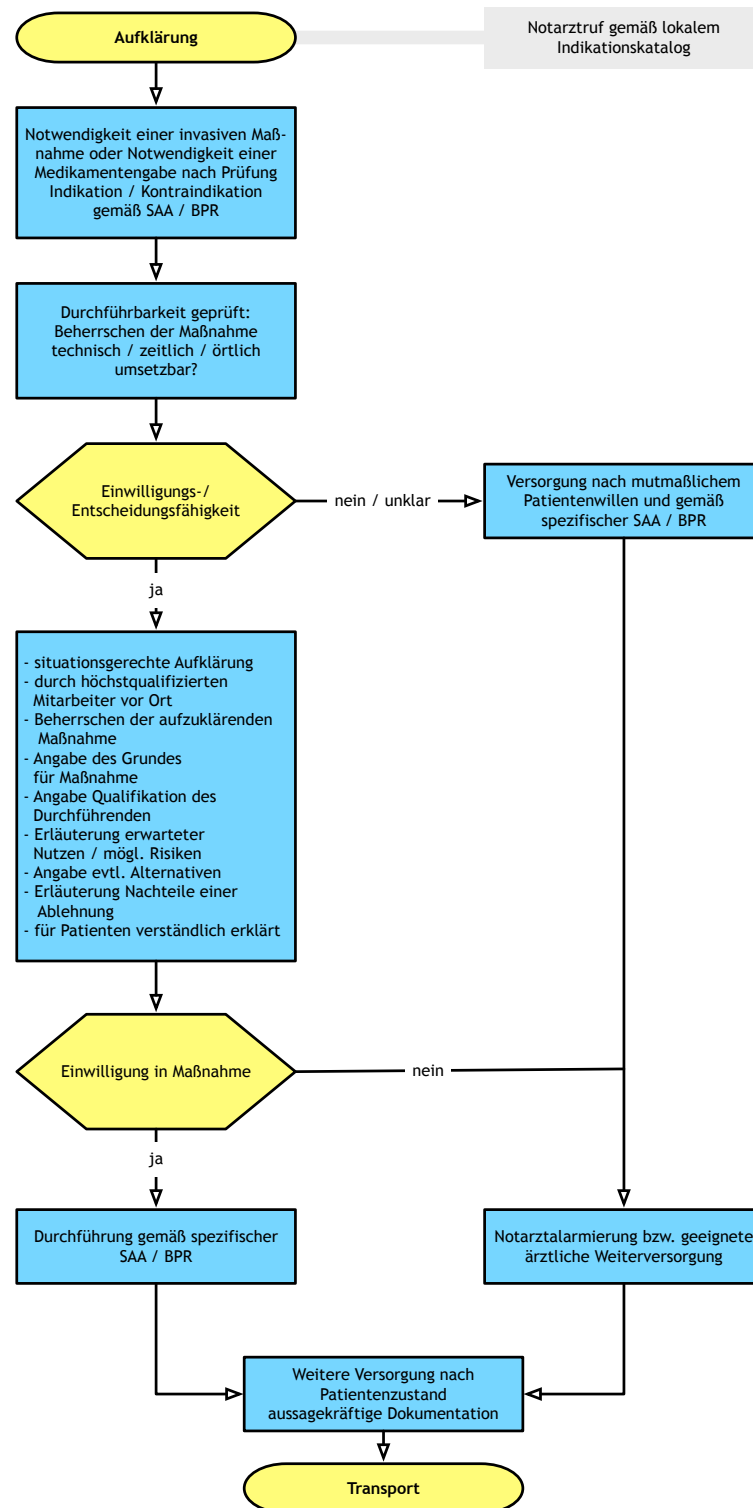 Aufklärung
Notarztruf gemäß lokalem
Indikationskatalog
Notwendigkeit einer invasiven Maß-
nahme oder Notwendigkeit einer
Medikamentengabe nach Prüfung
Indikation / Kontraindikation
gemäß SAA / BPR
Durchführbarkeit geprüft:
Beherrschen der Maßnahme
technisch / zeitlich / örtlich
umsetzbar?
Einwilligungs-/
Entscheidungsfähigkeit
nein / unklar
Versorgung nach mutmaßlichem
Patientenwillen und gemäß
spezifischer SAA / BPR
ja
- situationsgerechte Aufklärung
- durch höchstqualifizierten
Mitarbeiter vor Ort
- Beherrschen der aufzuklärenden
Maßnahme
- Angabe des Grundes
für Maßnahme
- Angabe Qualifikation des
Durchführenden
- Erläuterung erwarteter
Nutzen / mögl. Risiken
- Angabe evtl. Alternativen
- Erläuterung Nachteile einer
Ablehnung
- für Patienten verständlich erklärt
Einwilligung in Maßnahme
nein
ja
Durchführung gemäß spezifischer
SAA / BPR
Notarztalarmierung bzw. geeignete
ärztliche Weiterversorgung
Weitere Versorgung nach
Patientenzustand
aussagekräftige Dokumentation
Transport